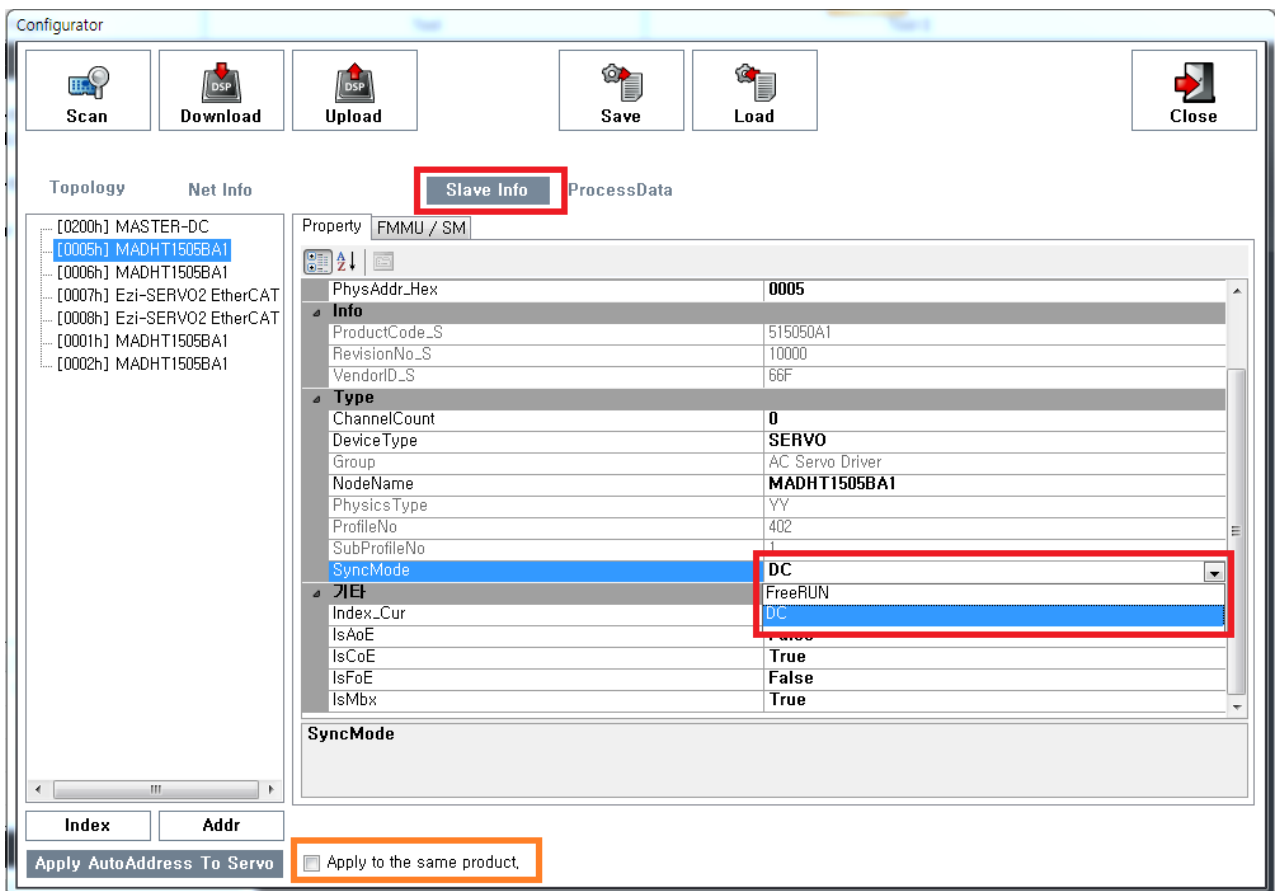 Configurator
Scan
Download
Upload
Save
Load
Close
DSP
DSP
Topology
Net Info
Slave Info
ProcessData
[0200h] MASTER-DC
[0005h] MADHT1505BA1
[0006h] MADHT1505BA1
[0007h] Ezi-SERVO2 EtherCAT
[0008h] Ezi-SERVO2 EtherCAT
[0001h] MADHT1505BA1
[0002h] MADHT1505BA1
Property
FMMU / SM
PhysAddr_Hex 0005
Info
ProductCode_S 515050A1
RevisionNo_S 10000
VendorID_S 66F
Type
ChannelCount 0
DeviceType SERVO
Group AC Servo Driver
NodeName MADHT1505BA1
PhysicsType YY
ProfileNo 402
SubProfileNo 1
SyncMode DC
FreeRUN
DC
기타
Index_Cur
IsAoE False
IsCoE True
IsFoE False
IsMbx True
SyncMode
Index
Addr
Apply AutoAddress To Servo
Apply to the same product,